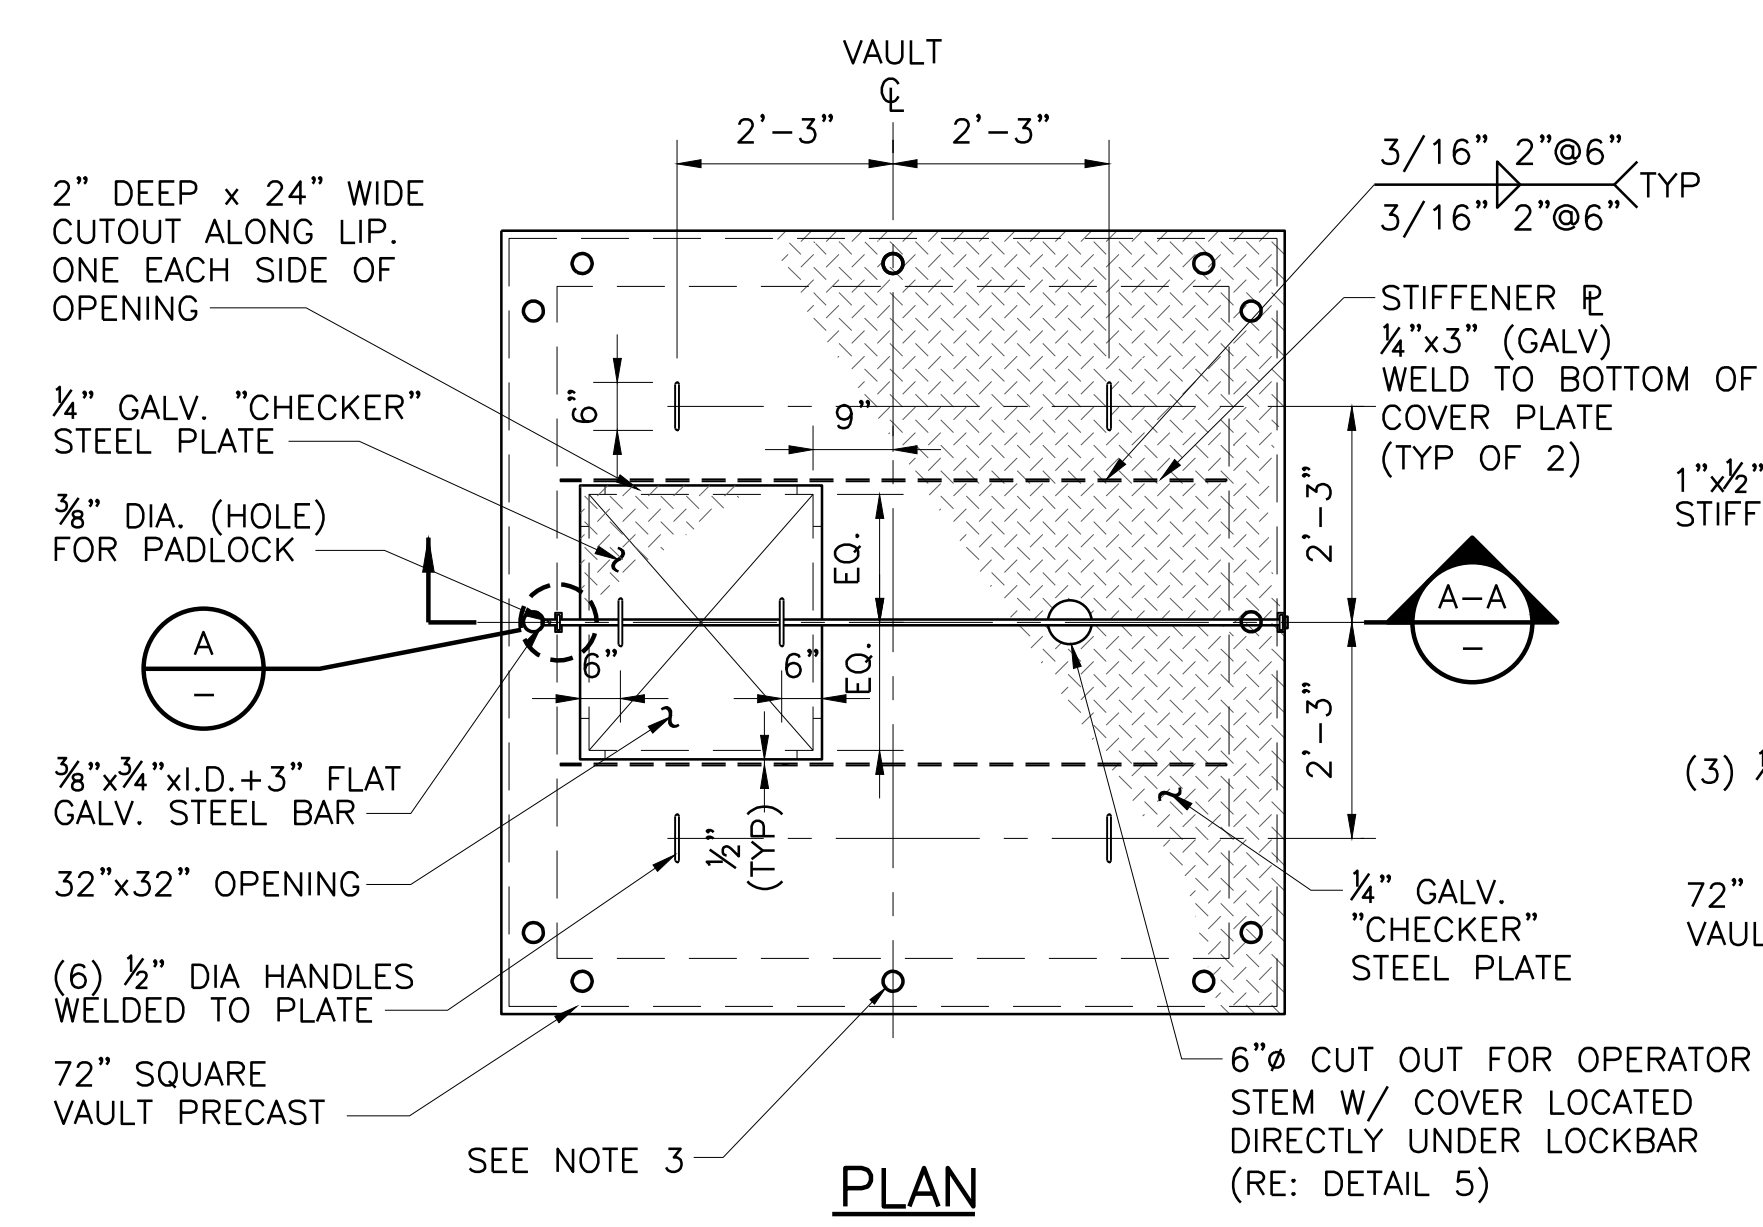 VAULT
℄
2'-3" 2'-3"
3/16" 2"@6"
TYP
3/16" 2"@6"
2" DEEP x 24" WIDE
CUTOUT ALONG LIP.
ONE EACH SIDE OF
OPENING
STIFFENER ⅊
1/4"x3" (GALV)
WELD TO BOTTOM OF
COVER PLATE
(TYP OF 2)
1/4" GALV. "CHECKER"
STEEL PLATE
6"
9"
3/8" DIA. (HOLE)
FOR PADLOCK
2'-3"
1"x1/2"
STIFF
EQ.
A-A
-
A
-
6" 6"
EQ.
2'-3"
3/8"x3/4"xI.D.+3" FLAT
GALV. STEEL BAR
(3)
1/2"
(TYP)
32"x32" OPENING
1/4" GALV.
"CHECKER"
STEEL PLATE
72"
(6) 1/2" DIA HANDLES
WELDED TO PLATE
72" SQUARE
VAULT PRECAST
SEE NOTE 3
6"ø CUT OUT FOR OPERATOR
STEM W/ COVER LOCATED
DIRECTLY UNDER LOCKBAR
(RE: DETAIL 5)
PLAN